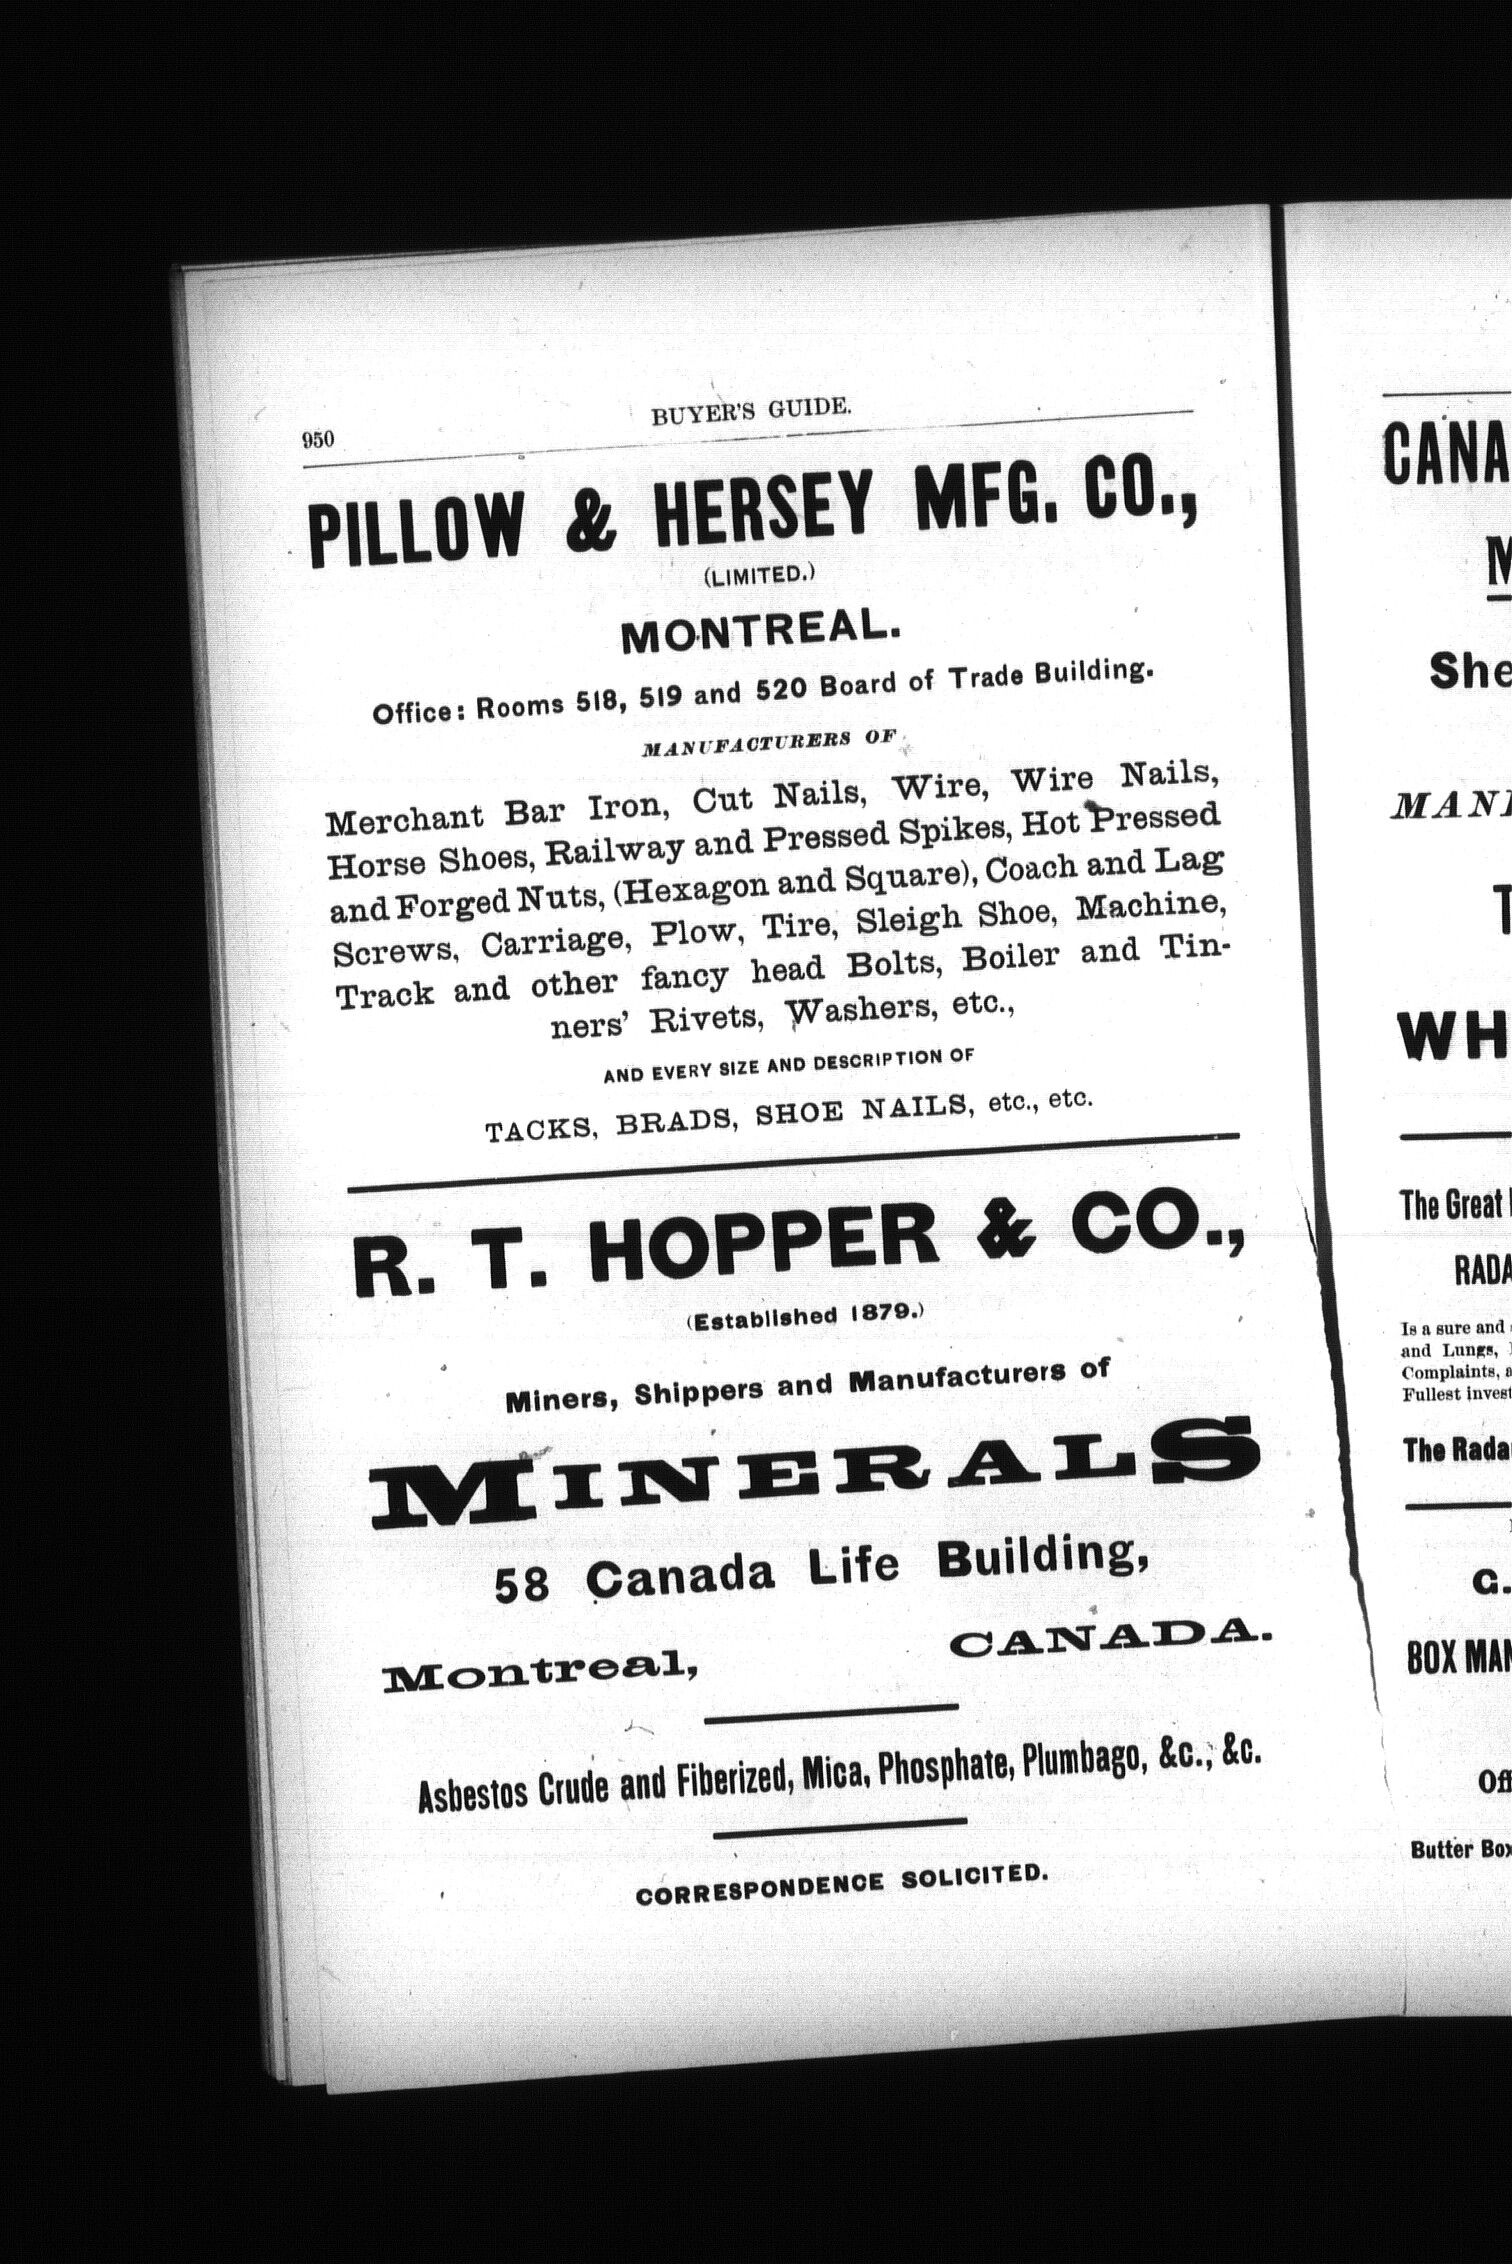 950
BUYER'S GUIDE.
PILLOW & HERSEY MFG. CO.,
(LIMITED.)
MONTREAL.
Office: Rooms 518, 519 and 520 Board of Trade Building.
MANUFACTURERS OF
Merchant Bar Iron, Cut Nails, Wire, Wire Nails,
Horse Shoes, Railway and Pressed Spikes, Hot Pressed
and Forged Nuts, (Hexagon and Square), Coach and Lag
Screws, Carriage, Plow, Tire, Sleigh Shoe, Machine,
Track and other fancy head Bolts, Boiler and Tin-
ners' Rivets, Washers, etc.,
AND EVERY SIZE AND DESCRIPTION OF
TACKS, BRADS, SHOE NAILS, etc., etc.
R. T. HOPPER & CO.,
(Established 1879.)
Miners, Shippers and Manufacturers of
MINERALS
58 Canada Life Building,
Montreal, CANADA.
Asbestos Crude and Fiberized, Mica, Phosphate, Plumbago, &c., &c.
CORRESPONDENCE SOLICITED.
CANA
She
MAN
WH
The Great
RADA
Is a sure and
and Lungs,
Complaints, a
Fullest invest
The Rada
G.
BOX MAN
Off
Butter Box